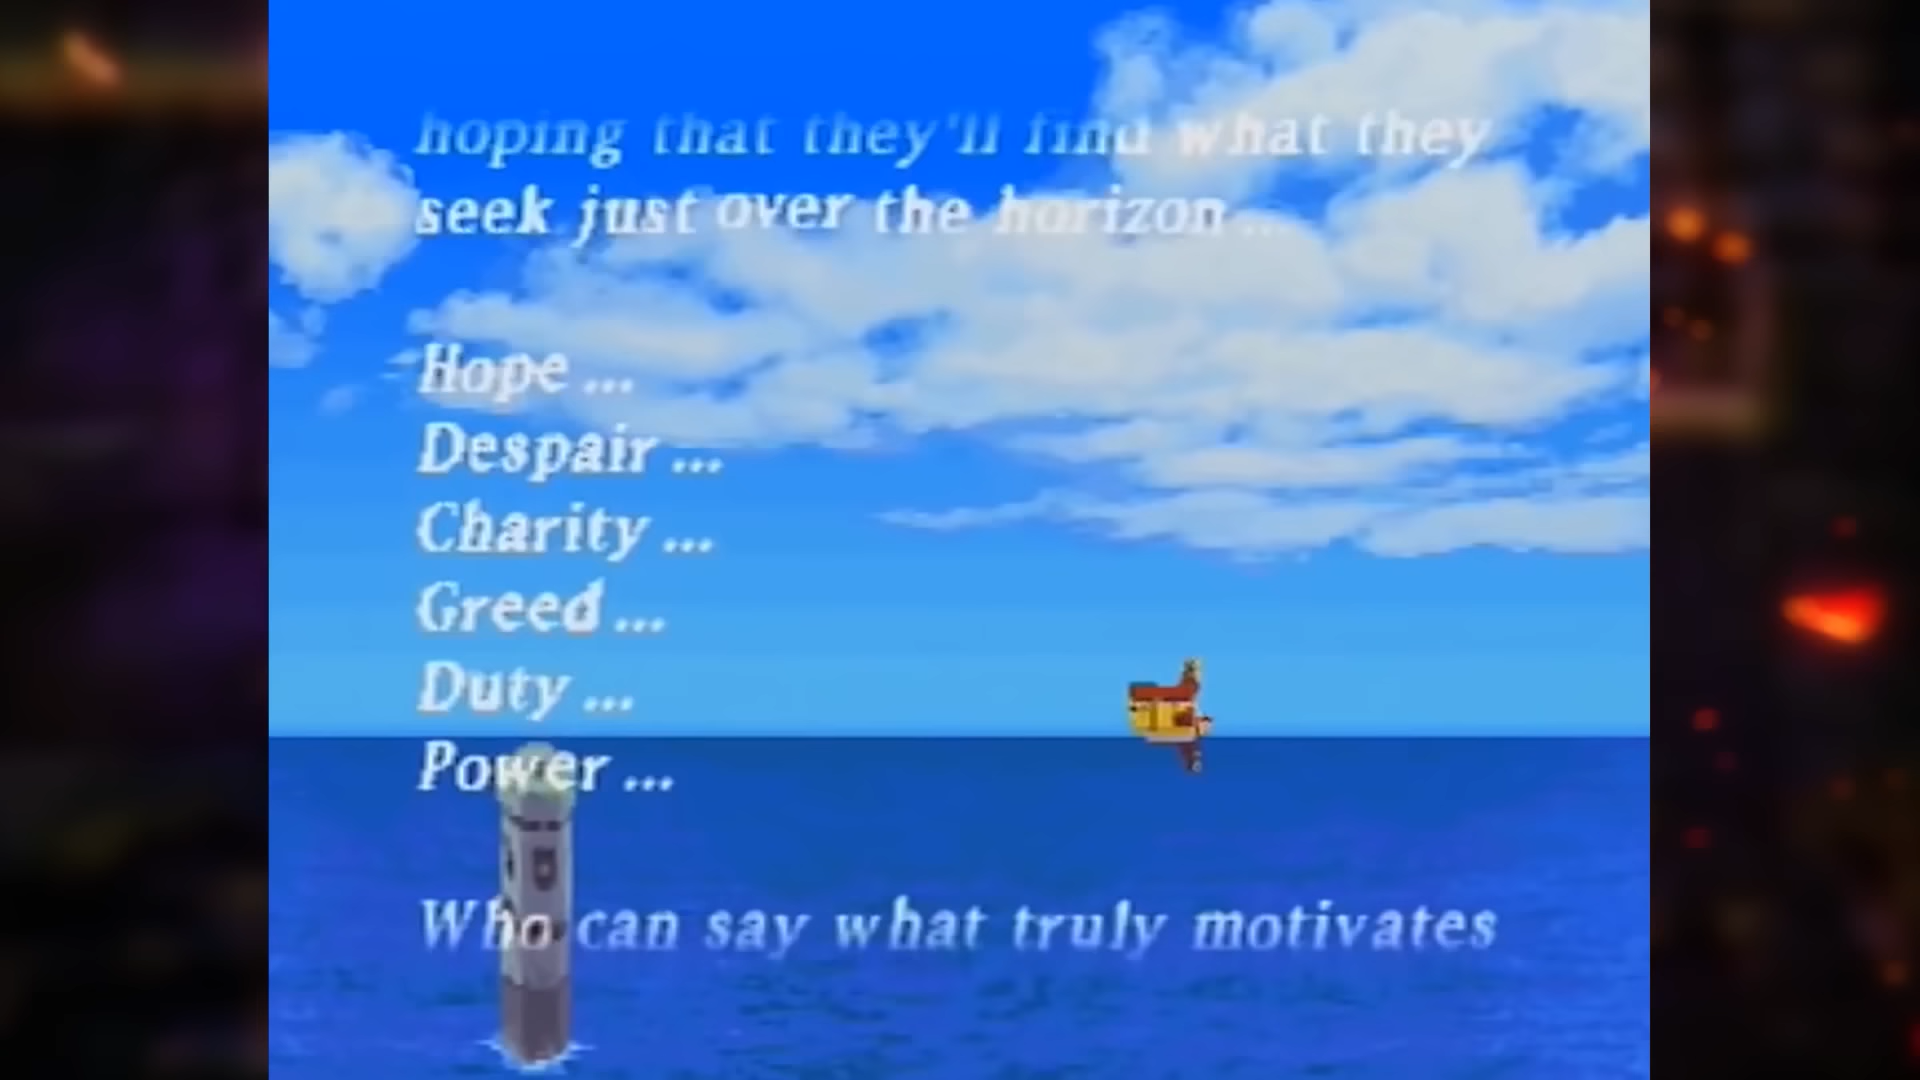 hoping that they'll find what they
seek just over the horizon...
Hope...
Despair...
Charity...
Greed...
Duty...
Power...
Who can say what truly motivates